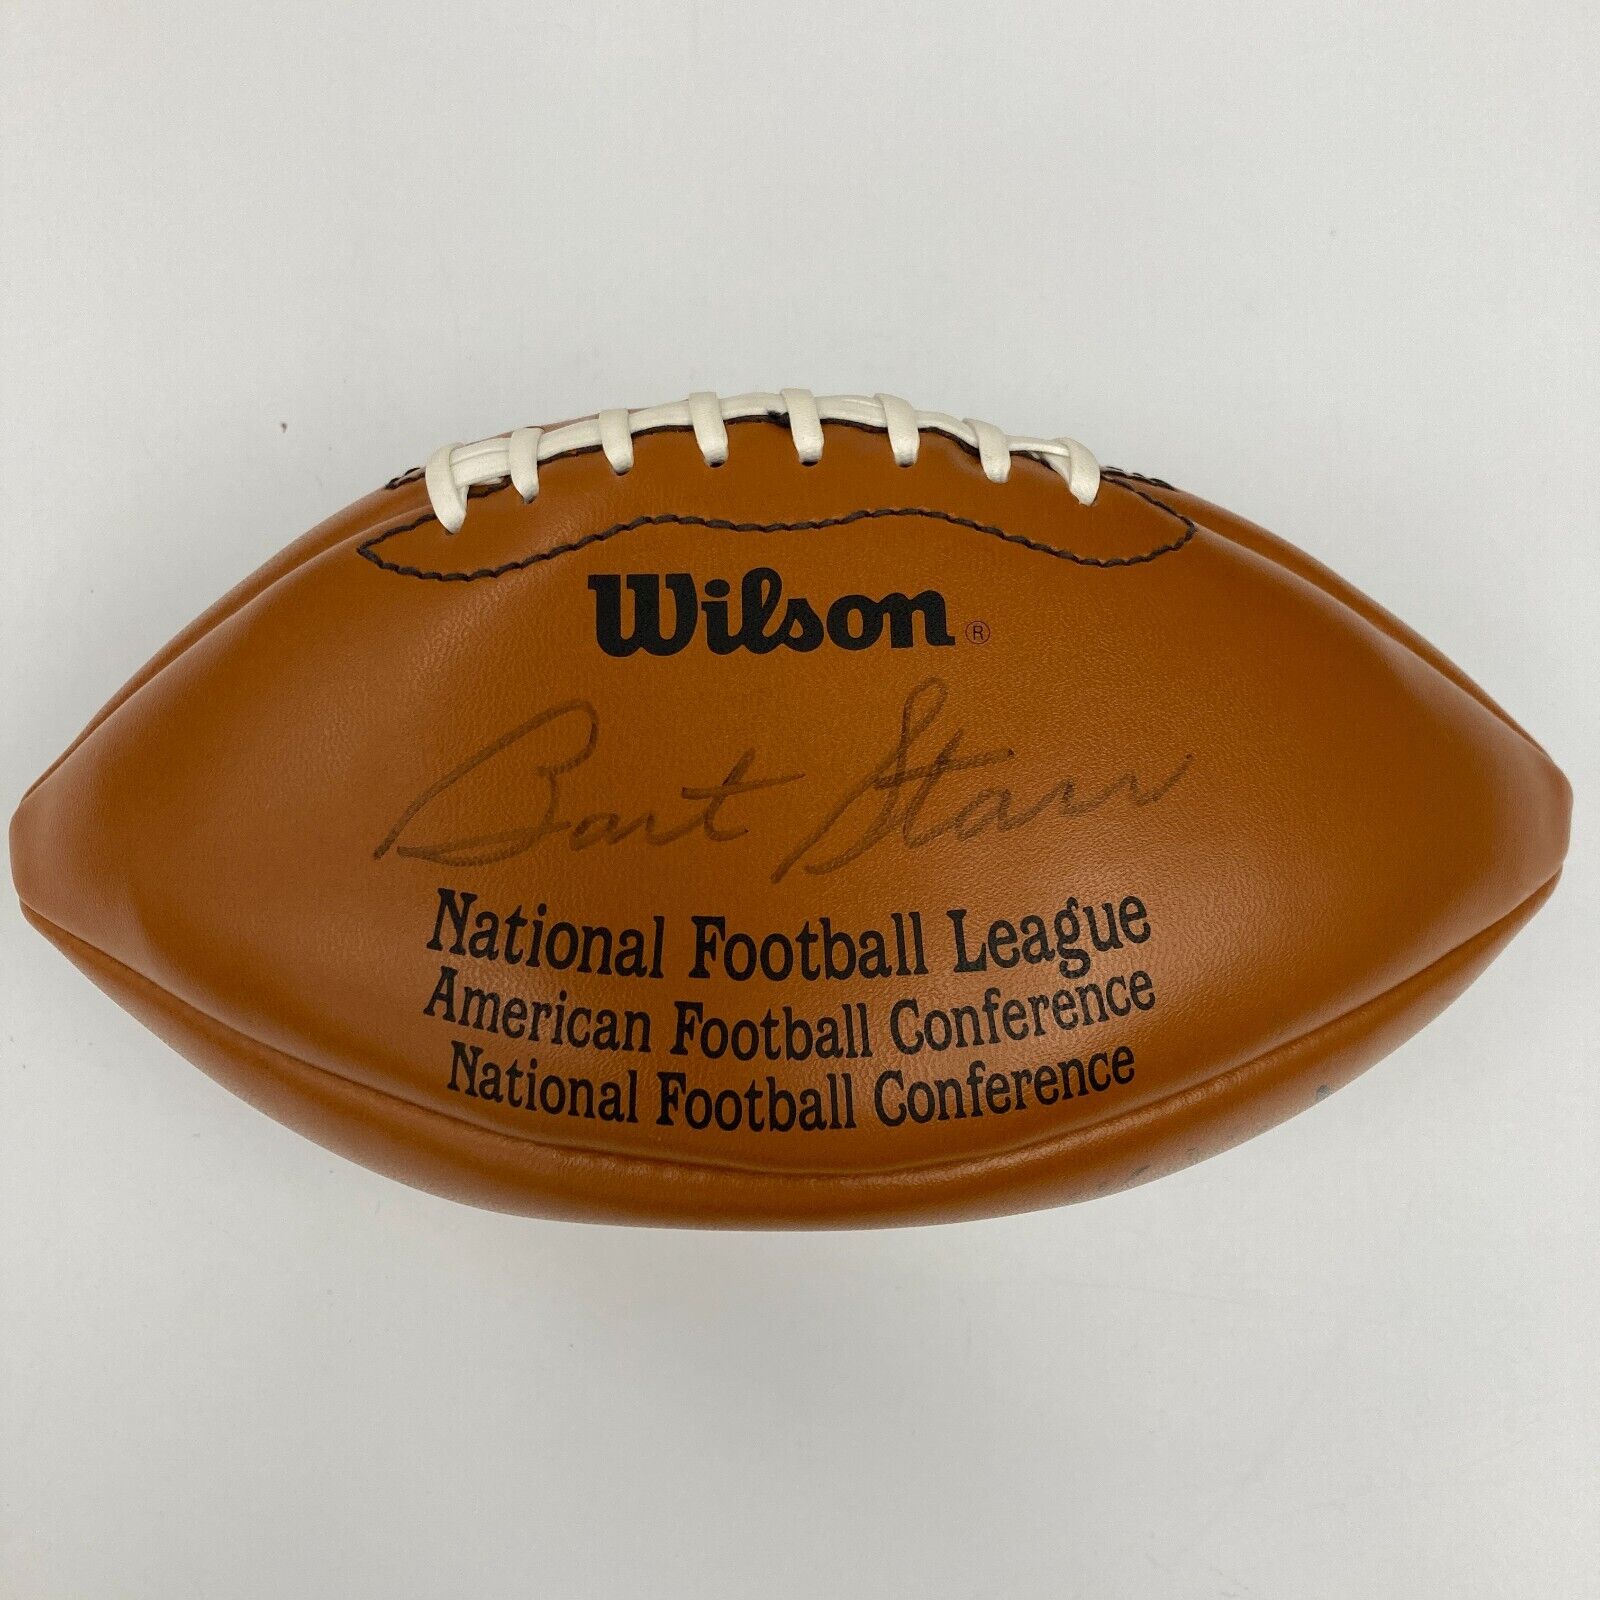 Wilson®
Bart Starr
National Football League
American Football Conference
National Football Conference